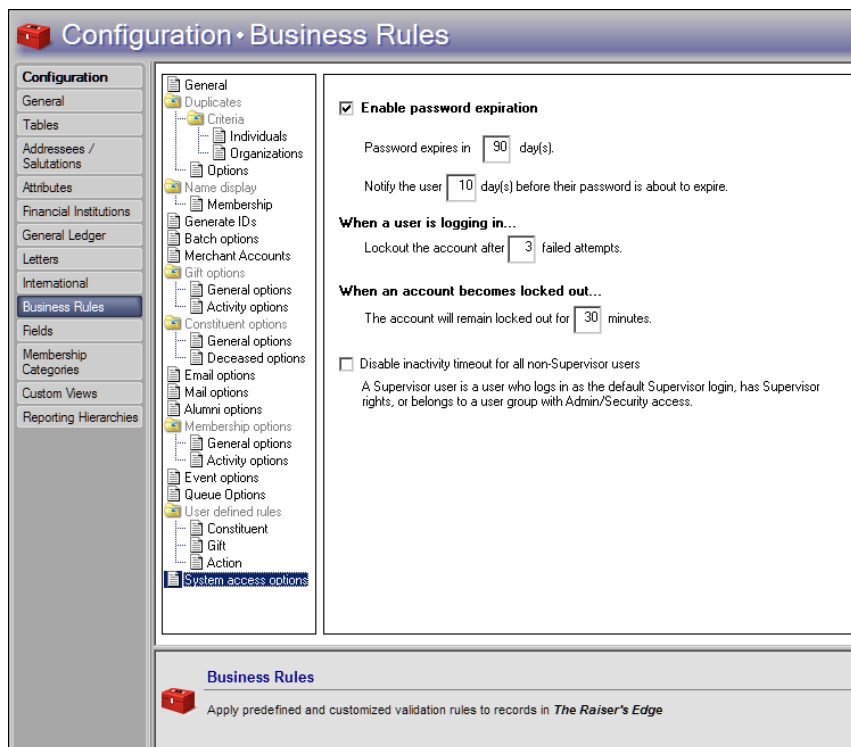 Configuration • Business Rules
Configuration
General
Tables
Addressees /
Salutations
Attributes
Financial Institutions
General Ledger
Letters
International
Business Rules
Fields
Membership
Categories
Custom Views
Reporting Hierarchies
General
Duplicates
Criteria
Individuals
Organizations
Options
Name display
Membership
Generate IDs
Batch options
Merchant Accounts
Gift options
General options
Activity options
Constituent options
General options
Deceased options
Email options
Mail options
Alumni options
Membership options
General options
Activity options
Event options
Queue Options
User defined rules
Constituent
Gift
Action
System access options
Enable password expiration
Password expires in 90 day(s).
Notify the user 10 day(s) before their password is about to expire.
When a user is logging in...
Lockout the account after 3 failed attempts.
When an account becomes locked out...
The account will remain locked out for 30 minutes.
Disable inactivity timeout for all non-Supervisor users
A Supervisor user is a user who logs in as the default Supervisor login, has Supervisor
rights, or belongs to a user group with Admin/Security access.
Business Rules
Apply predefined and customized validation rules to records in The Raiser's Edge